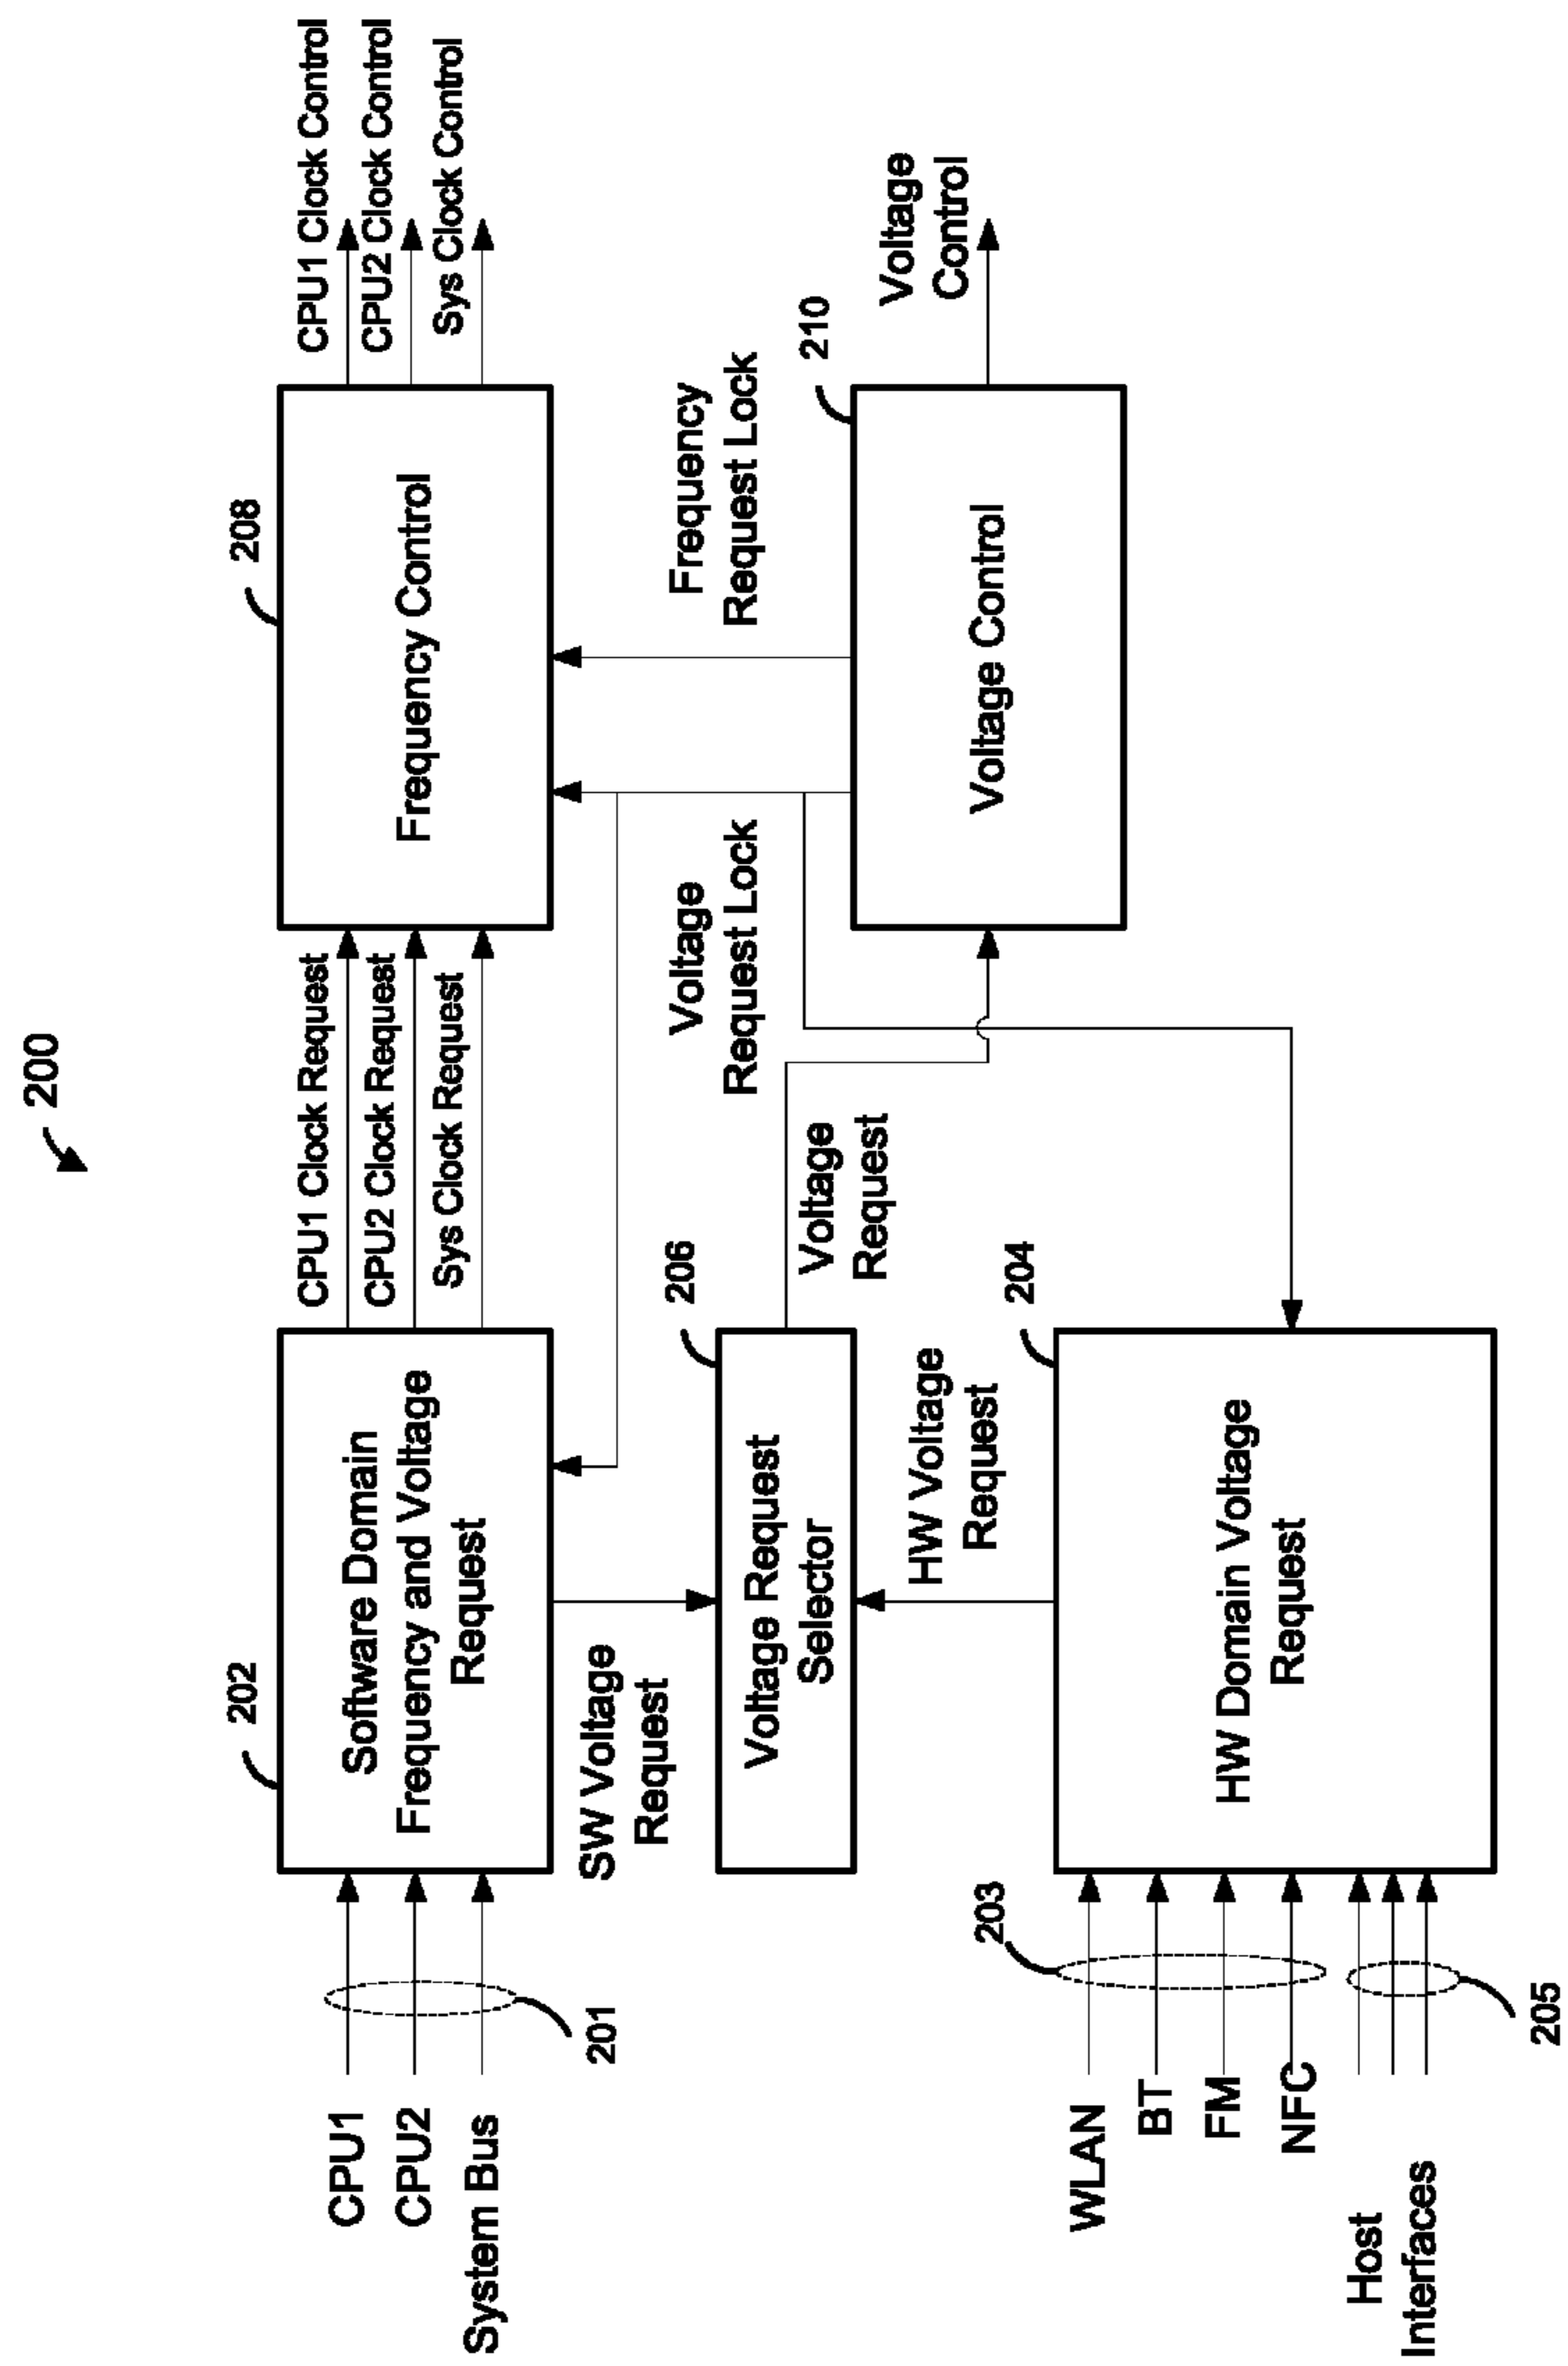 200
CPU1
CPU2
System Bus
201
202
Software Domain
Frequency and Voltage
Request
CPU1 Clock Request
CPU2 Clock Request
Sys Clock Request
208
Frequency Control
CPU1 Clock Control
CPU2 Clock Control
Sys Clock Control
SW Voltage
Request
206
Voltage Request
Selector
Voltage
Request
Voltage
Request Lock
Frequency
Request Lock
210
Voltage Control
Voltage
Control
HW Voltage
Request
204
HW Domain Voltage
Request
203
WLAN
BT
FM
NFC
Host
Interfaces
205